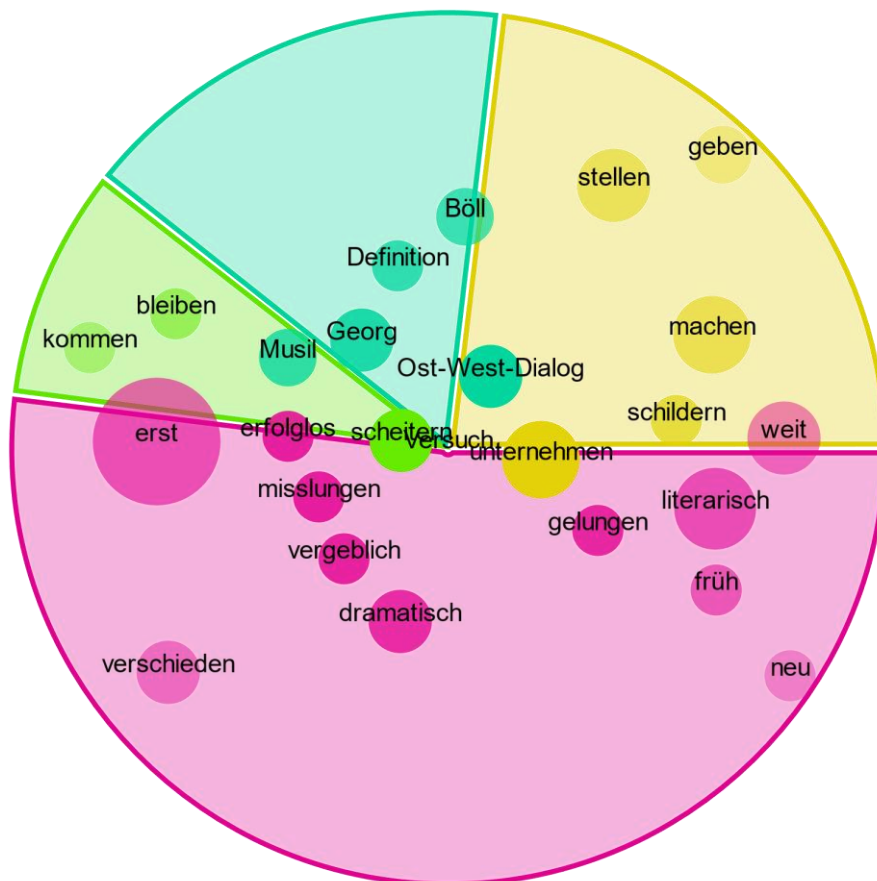 geben
stellen
Böll
Definition
bleiben
machen
kommen
Georg
Musil
Ost-West-Dialog
schildern
erst
erfolglos
scheitern
versuch
weit
unternehmen
misslungen
literarisch
gelungen
vergeblich
früh
dramatisch
verschieden
neu